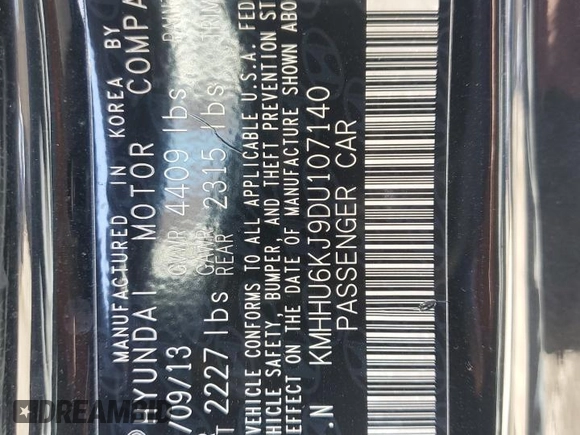 MANUFACTURED IN KOREA BY
HYUNDAI MOTOR COMPA
/09/13 GVWR 4409 lbs
T 2227 lbs GAWR REAR 2315 lbs
VEHICLE CONFORMS TO ALL APPLICABLE U.S.A. FED
HICLE SAFETY, BUMPER, AND THEFT PREVENTION ST
EFFECT ON THE DATE OF MANUFACTURE SHOWN ABO
.N KMHHU6KJ9DU107140
PASSENGER CAR
DREAMBID